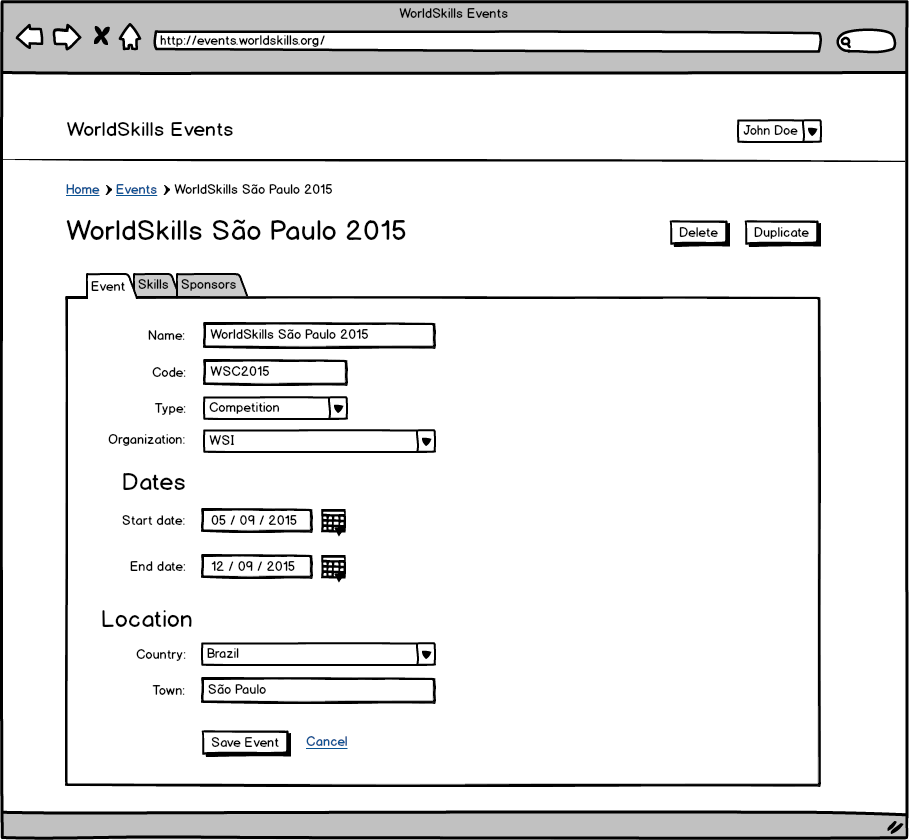 WorldSkills Events
http://events.worldskills.org/
WorldSkills Events
John Doe
Home > Events > WorldSkills São Paulo 2015
WorldSkills São Paulo 2015
Delete
Duplicate
Event
Skills
Sponsors
Name: WorldSkills São Paulo 2015
Code: WSC2015
Type: Competition
Organization: WSI
Dates
Start date: 05 / 09 / 2015
End date: 12 / 09 / 2015
Location
Country: Brazil
Town: São Paulo
Save Event
Cancel